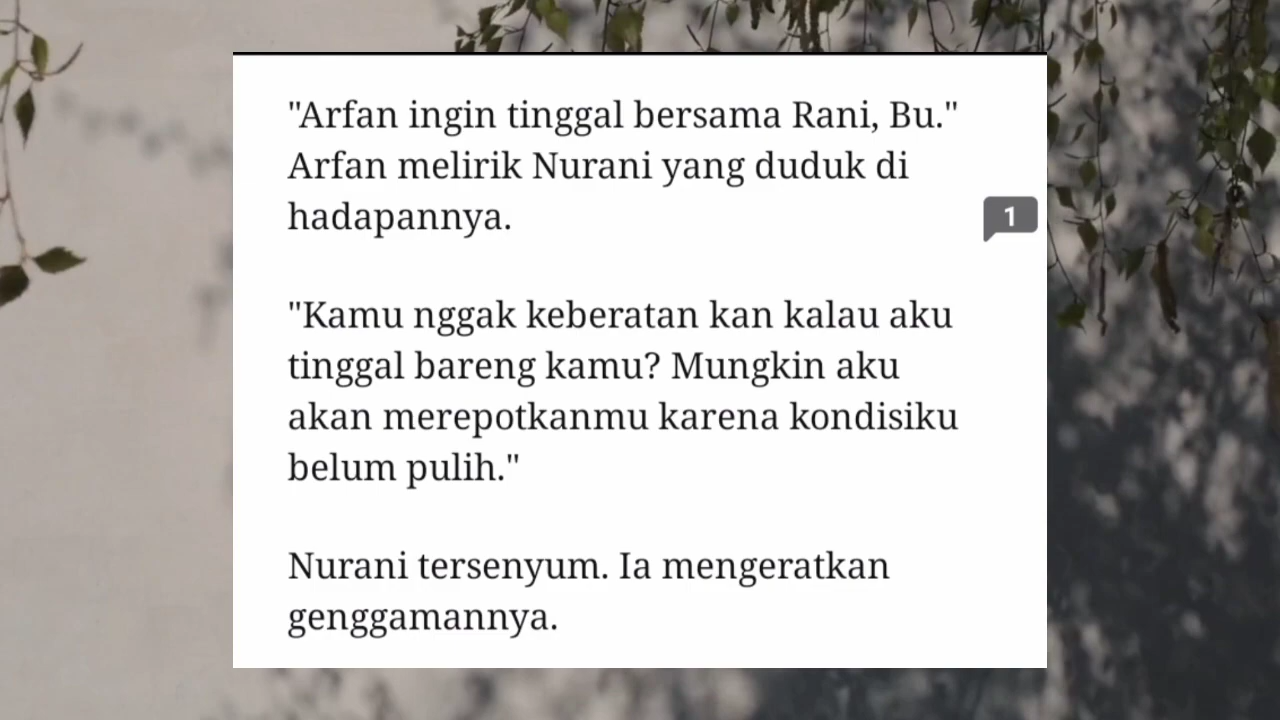 "Arfan ingin tinggal bersama Rani, Bu."
Arfan melirik Nurani yang duduk di
hadapannya.
1
"Kamu nggak keberatan kan kalau aku
tinggal bareng kamu? Mungkin aku
akan merepotkanmu karena kondisiku
belum pulih."
Nurani tersenyum. Ia mengeratkan
genggamannya.